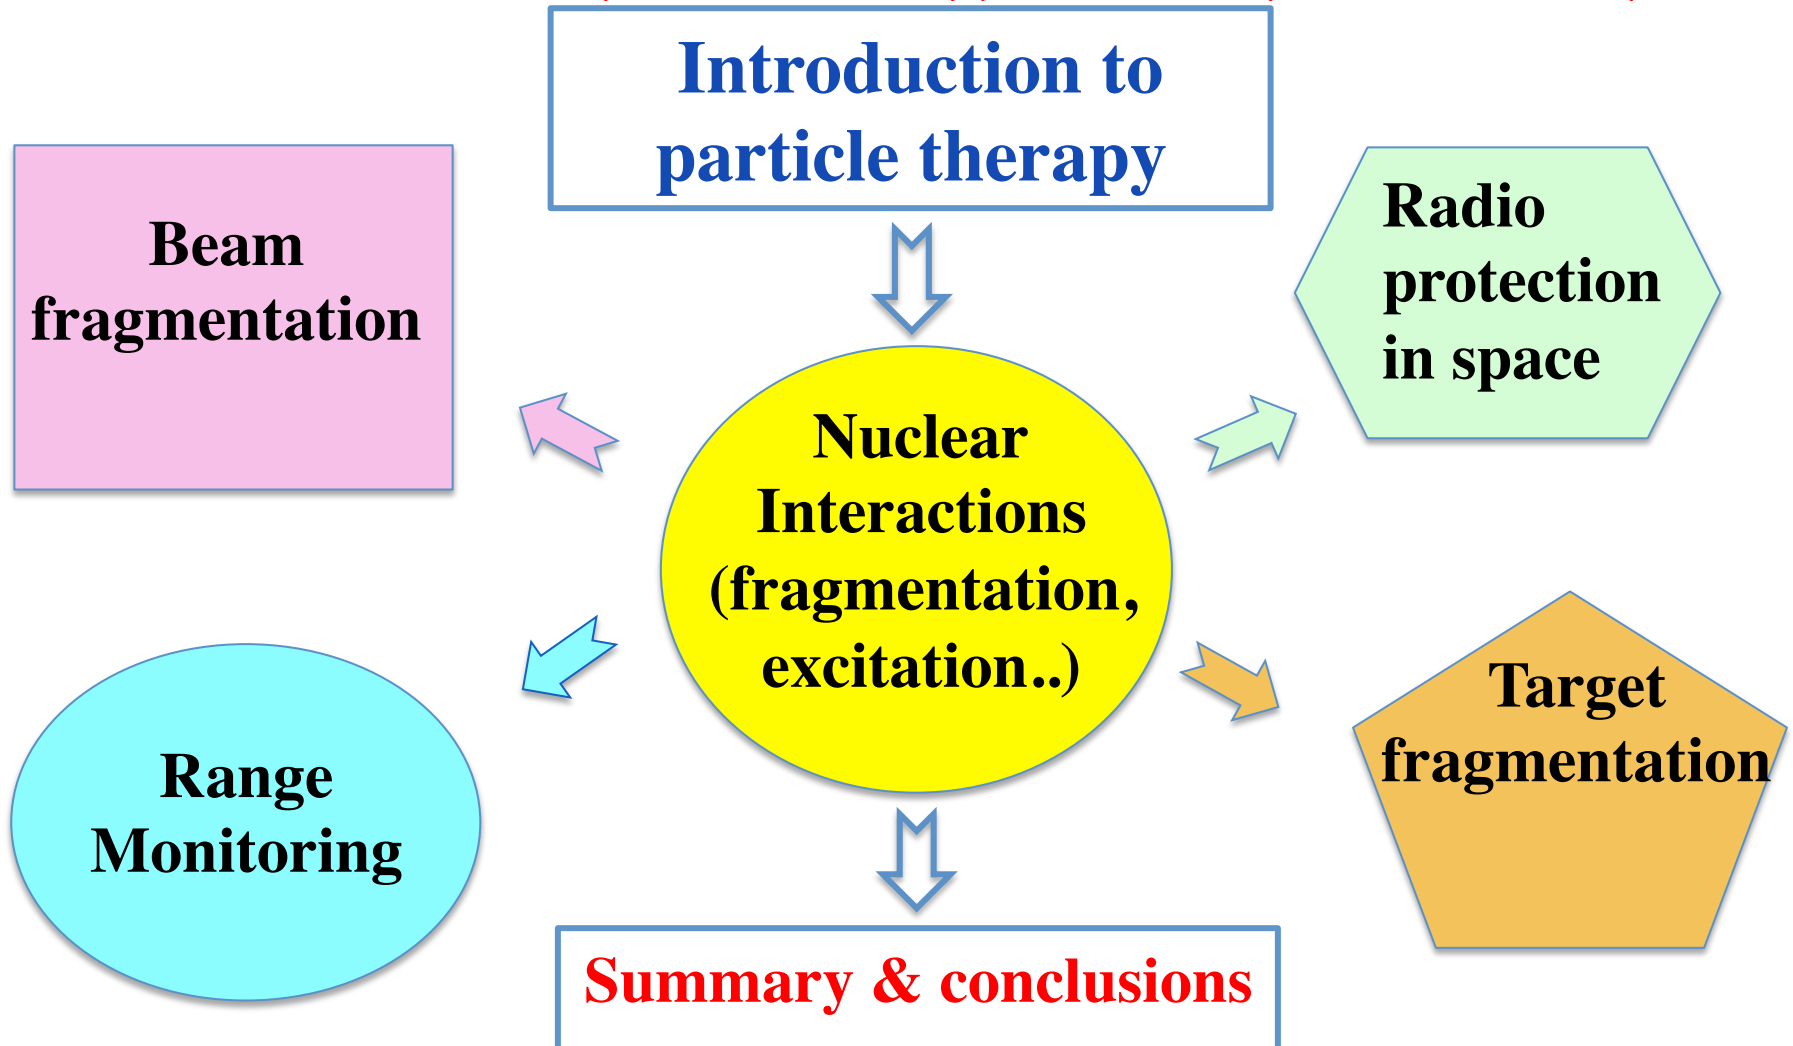 Introduction to
particle therapy
Beam
fragmentation
Radio
protection
in space
Nuclear
Interactions
(fragmentation,
excitation..)
Range
Monitoring
Target
fragmentation
Summary & conclusions